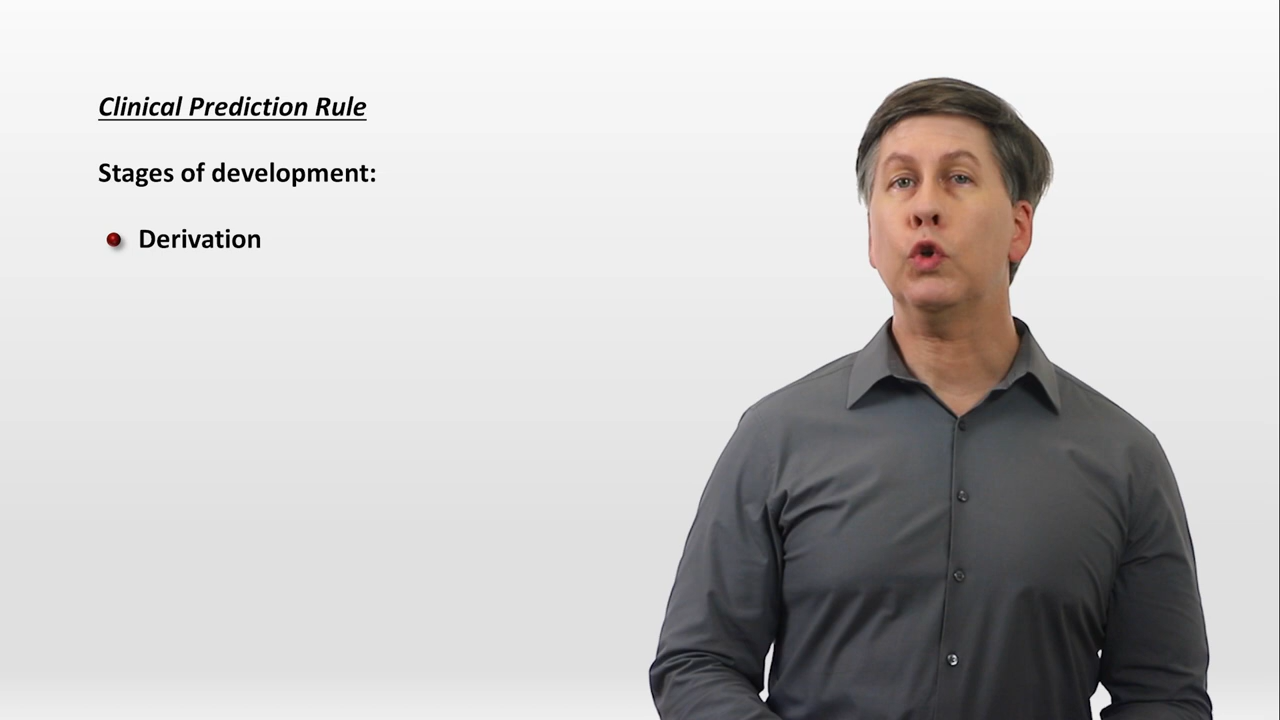 Clinical Prediction Rule
Stages of development:
Derivation